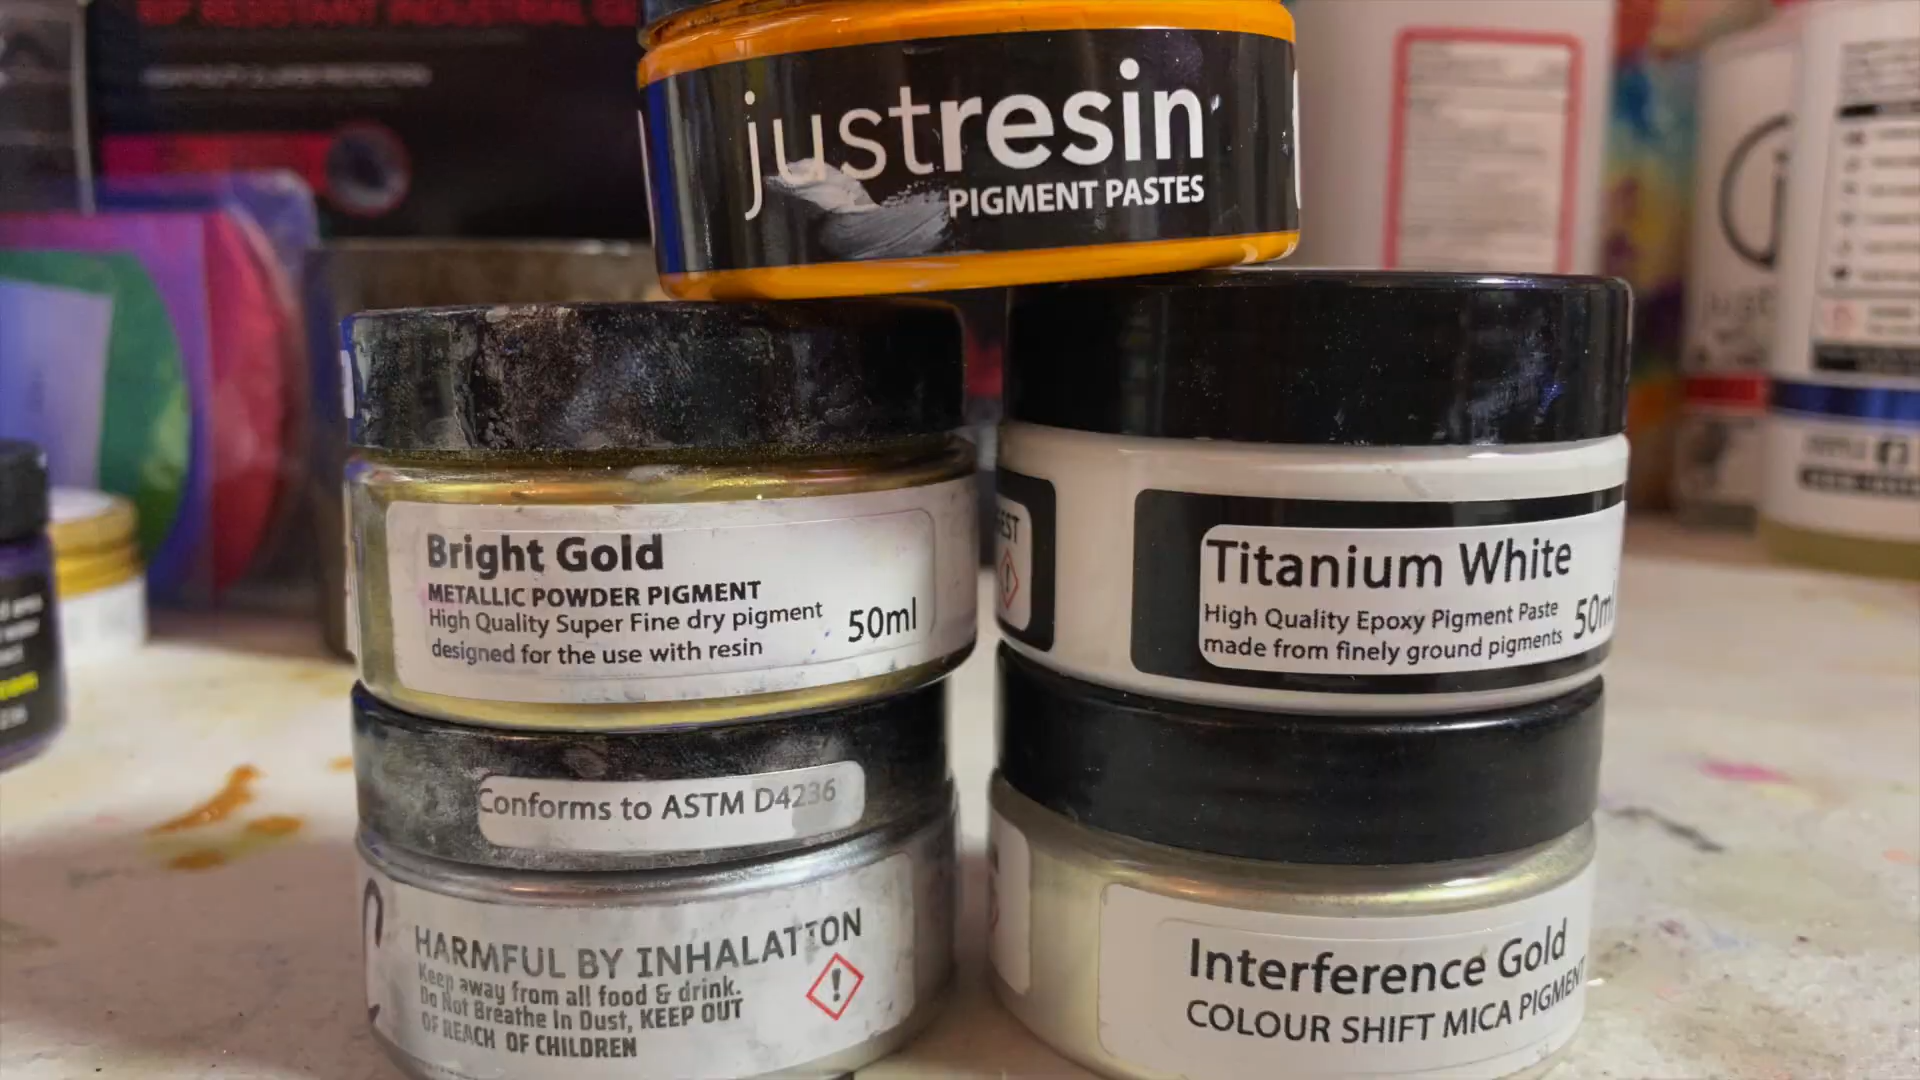 justresin
PIGMENT PASTES
Bright Gold
METALLIC POWDER PIGMENT
High Quality Super Fine dry pigment
designed for the use with resin
50ml
Titanium White
High Quality Epoxy Pigment Paste
made from finely ground pigments
50ml
Conforms to ASTM D4236
HARMFUL BY INHALATTON
Keep away from all food & drink.
Do Not Breathe In Dust, KEEP OUT
OF REACH OF CHILDREN
Interference Gold
COLOUR SHIFT MICA PIGMENT